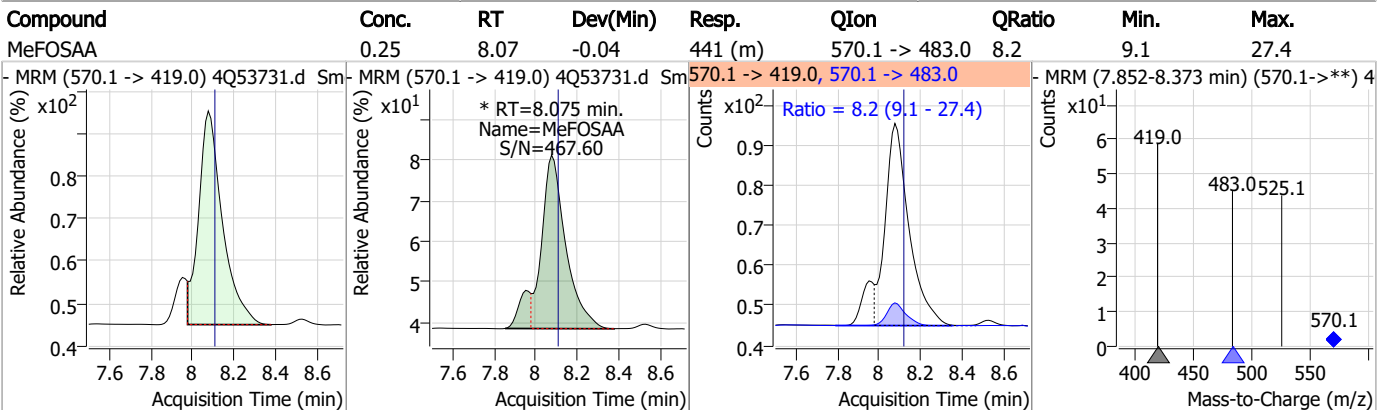 Compound Conc. RT Dev(Min) Resp. QIon QRatio Min. Max.
MeFOSAA 0.25 8.07 -0.04 441 (m) 570.1 -> 483.0 8.2 9.1 27.4
- MRM (570.1 -> 419.0) 4Q53731.d Sm
Relative Abundance (%)
x10²
0.8
0.7
0.6
0.5
0.4
7.6 7.8 8 8.2 8.4 8.6
Acquisition Time (min)
- MRM (570.1 -> 419.0) 4Q53731.d Sm
Relative Abundance (%)
x10¹
* RT=8.075 min.
Name=MeFOSAA
S/N=467.60
8
7
6
5
4
7.6 7.8 8 8.2 8.4 8.6
Acquisition Time (min)
570.1 -> 419.0, 570.1 -> 483.0
Counts
x10²
Ratio = 8.2 (9.1 - 27.4)
0.9
0.8
0.7
0.6
0.5
0.4
7.6 7.8 8 8.2 8.4 8.6
Acquisition Time (min)
- MRM (7.852-8.373 min) (570.1->**) 4
Counts
x10¹
6
5
4
3
2
1
0
419.0
483.0 525.1
570.1
400 450 500 550
Mass-to-Charge (m/z)